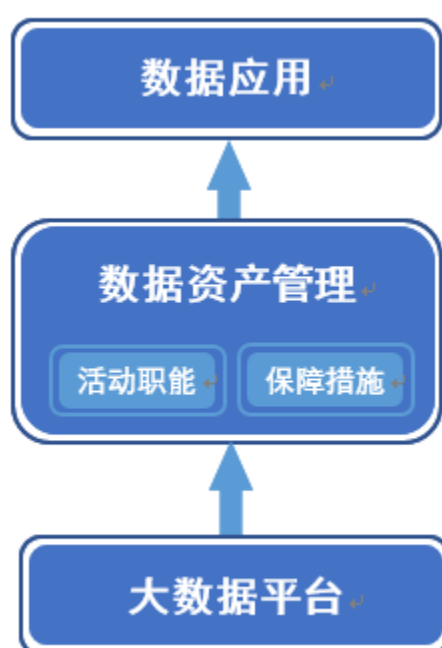 数据应用
数据资产管理
活动职能
保障措施
大数据平台